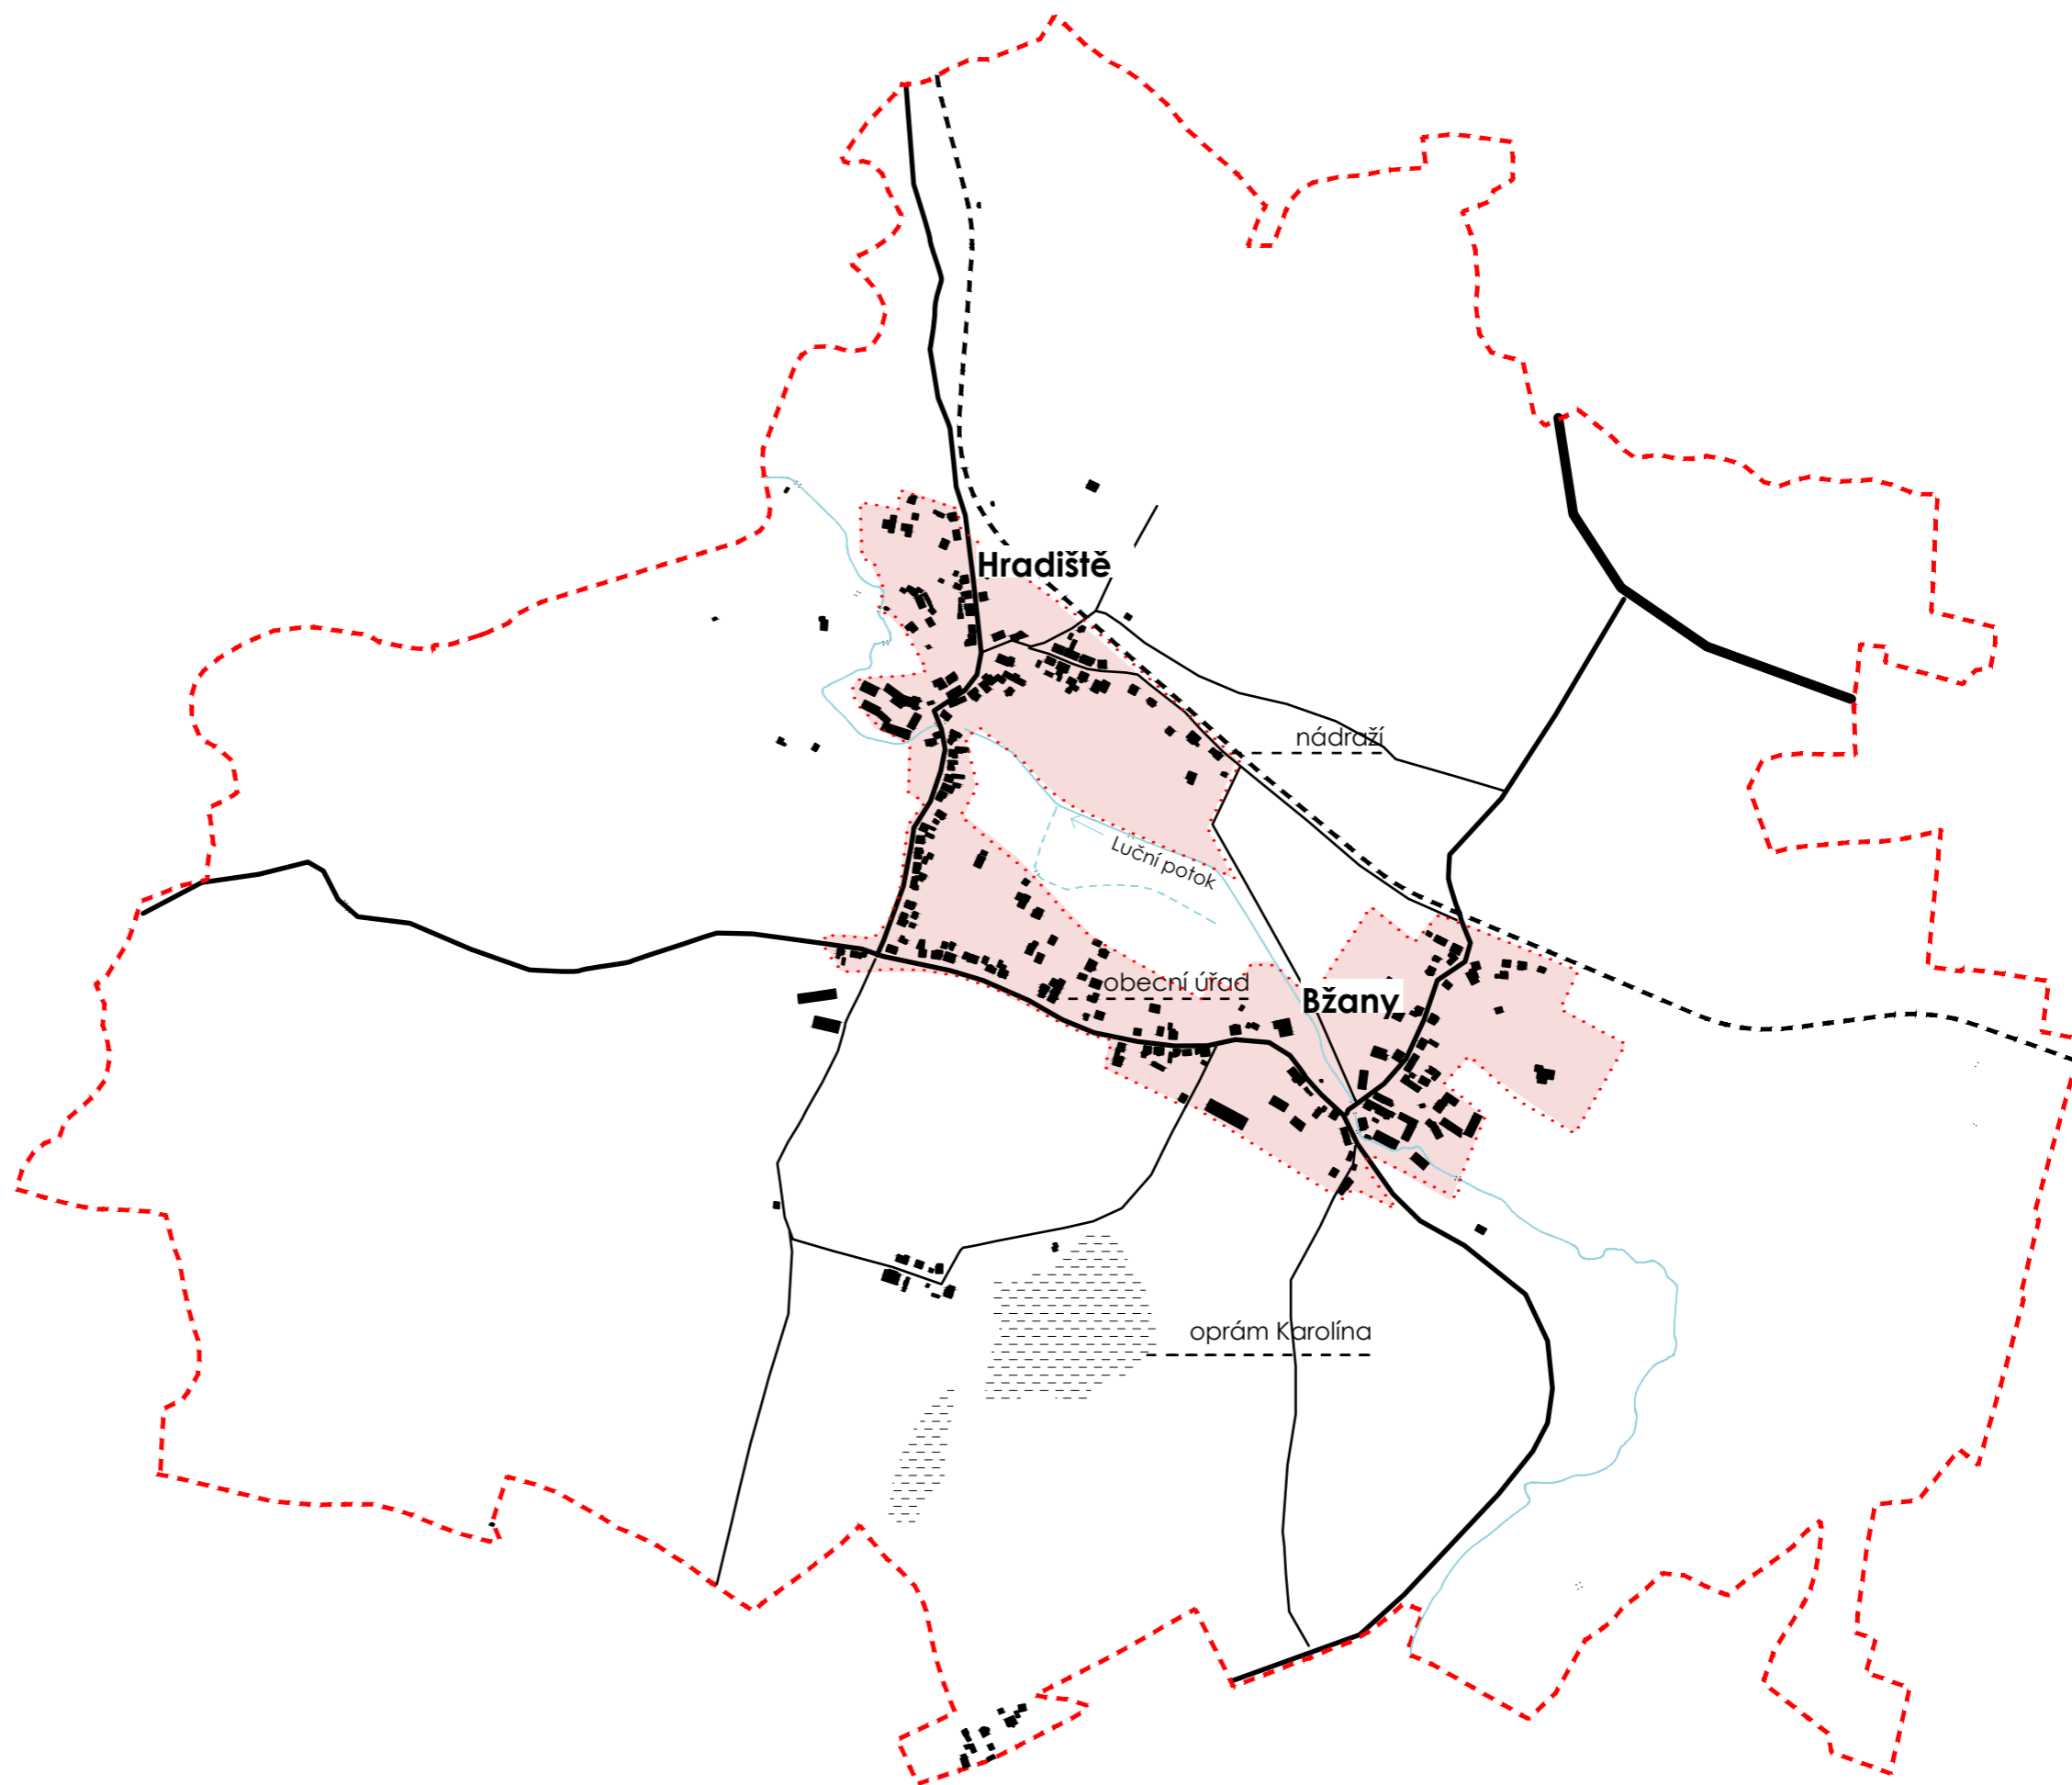 Hradiště
nádraží
Luční potok
obecní úřad
Bžany
oprám Karolína